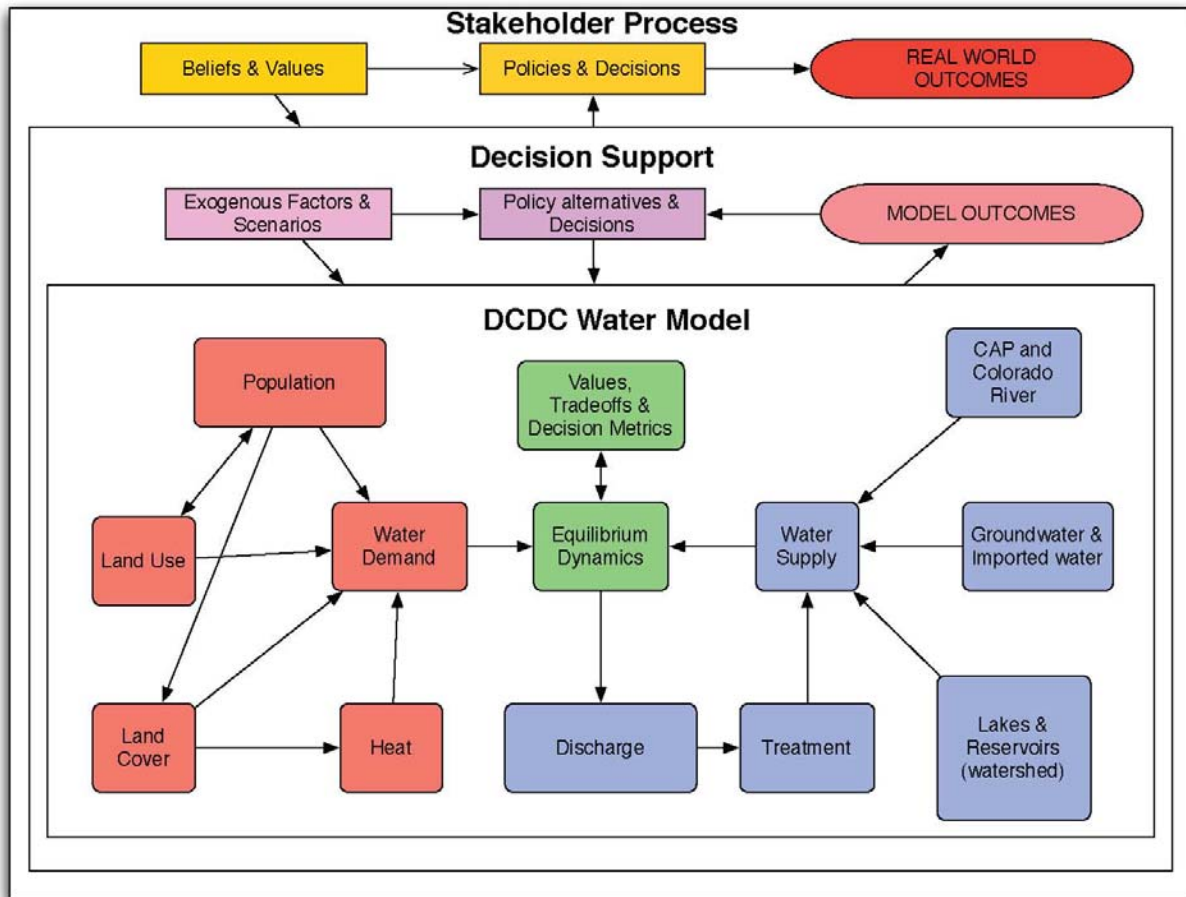 Stakeholder Process
Beliefs & Values
Policies & Decisions
REAL WORLD
OUTCOMES
Decision Support
Exogenous Factors &
Scenarios
Policy alternatives &
Decisions
MODEL OUTCOMES
DCDC Water Model
Population
Values,
Tradeoffs &
Decision Metrics
CAP and
Colorado
River
Land Use
Water
Demand
Equilibrium
Dynamics
Water
Supply
Groundwater &
Imported water
Land
Cover
Heat
Discharge
Treatment
Lakes &
Reservoirs
(watershed)